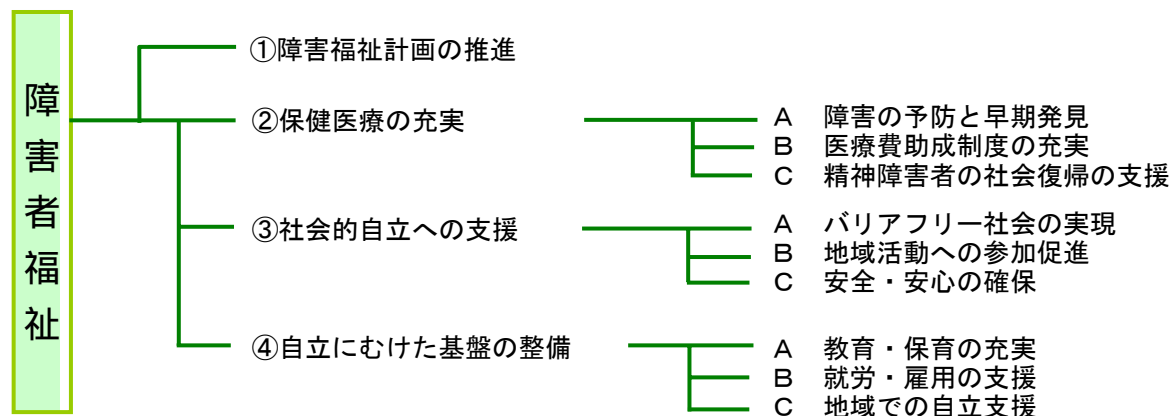 障害者福祉
①障害福祉計画の推進
②保健医療の充実
A 障害の予防と早期発見
B 医療費助成制度の充実
C 精神障害者の社会復帰の支援
③社会的自立への支援
A バリアフリー社会の実現
B 地域活動への参加促進
C 安全・安心の確保
④自立にむけた基盤の整備
A 教育・保育の充実
B 就労・雇用の支援
C 地域での自立支援